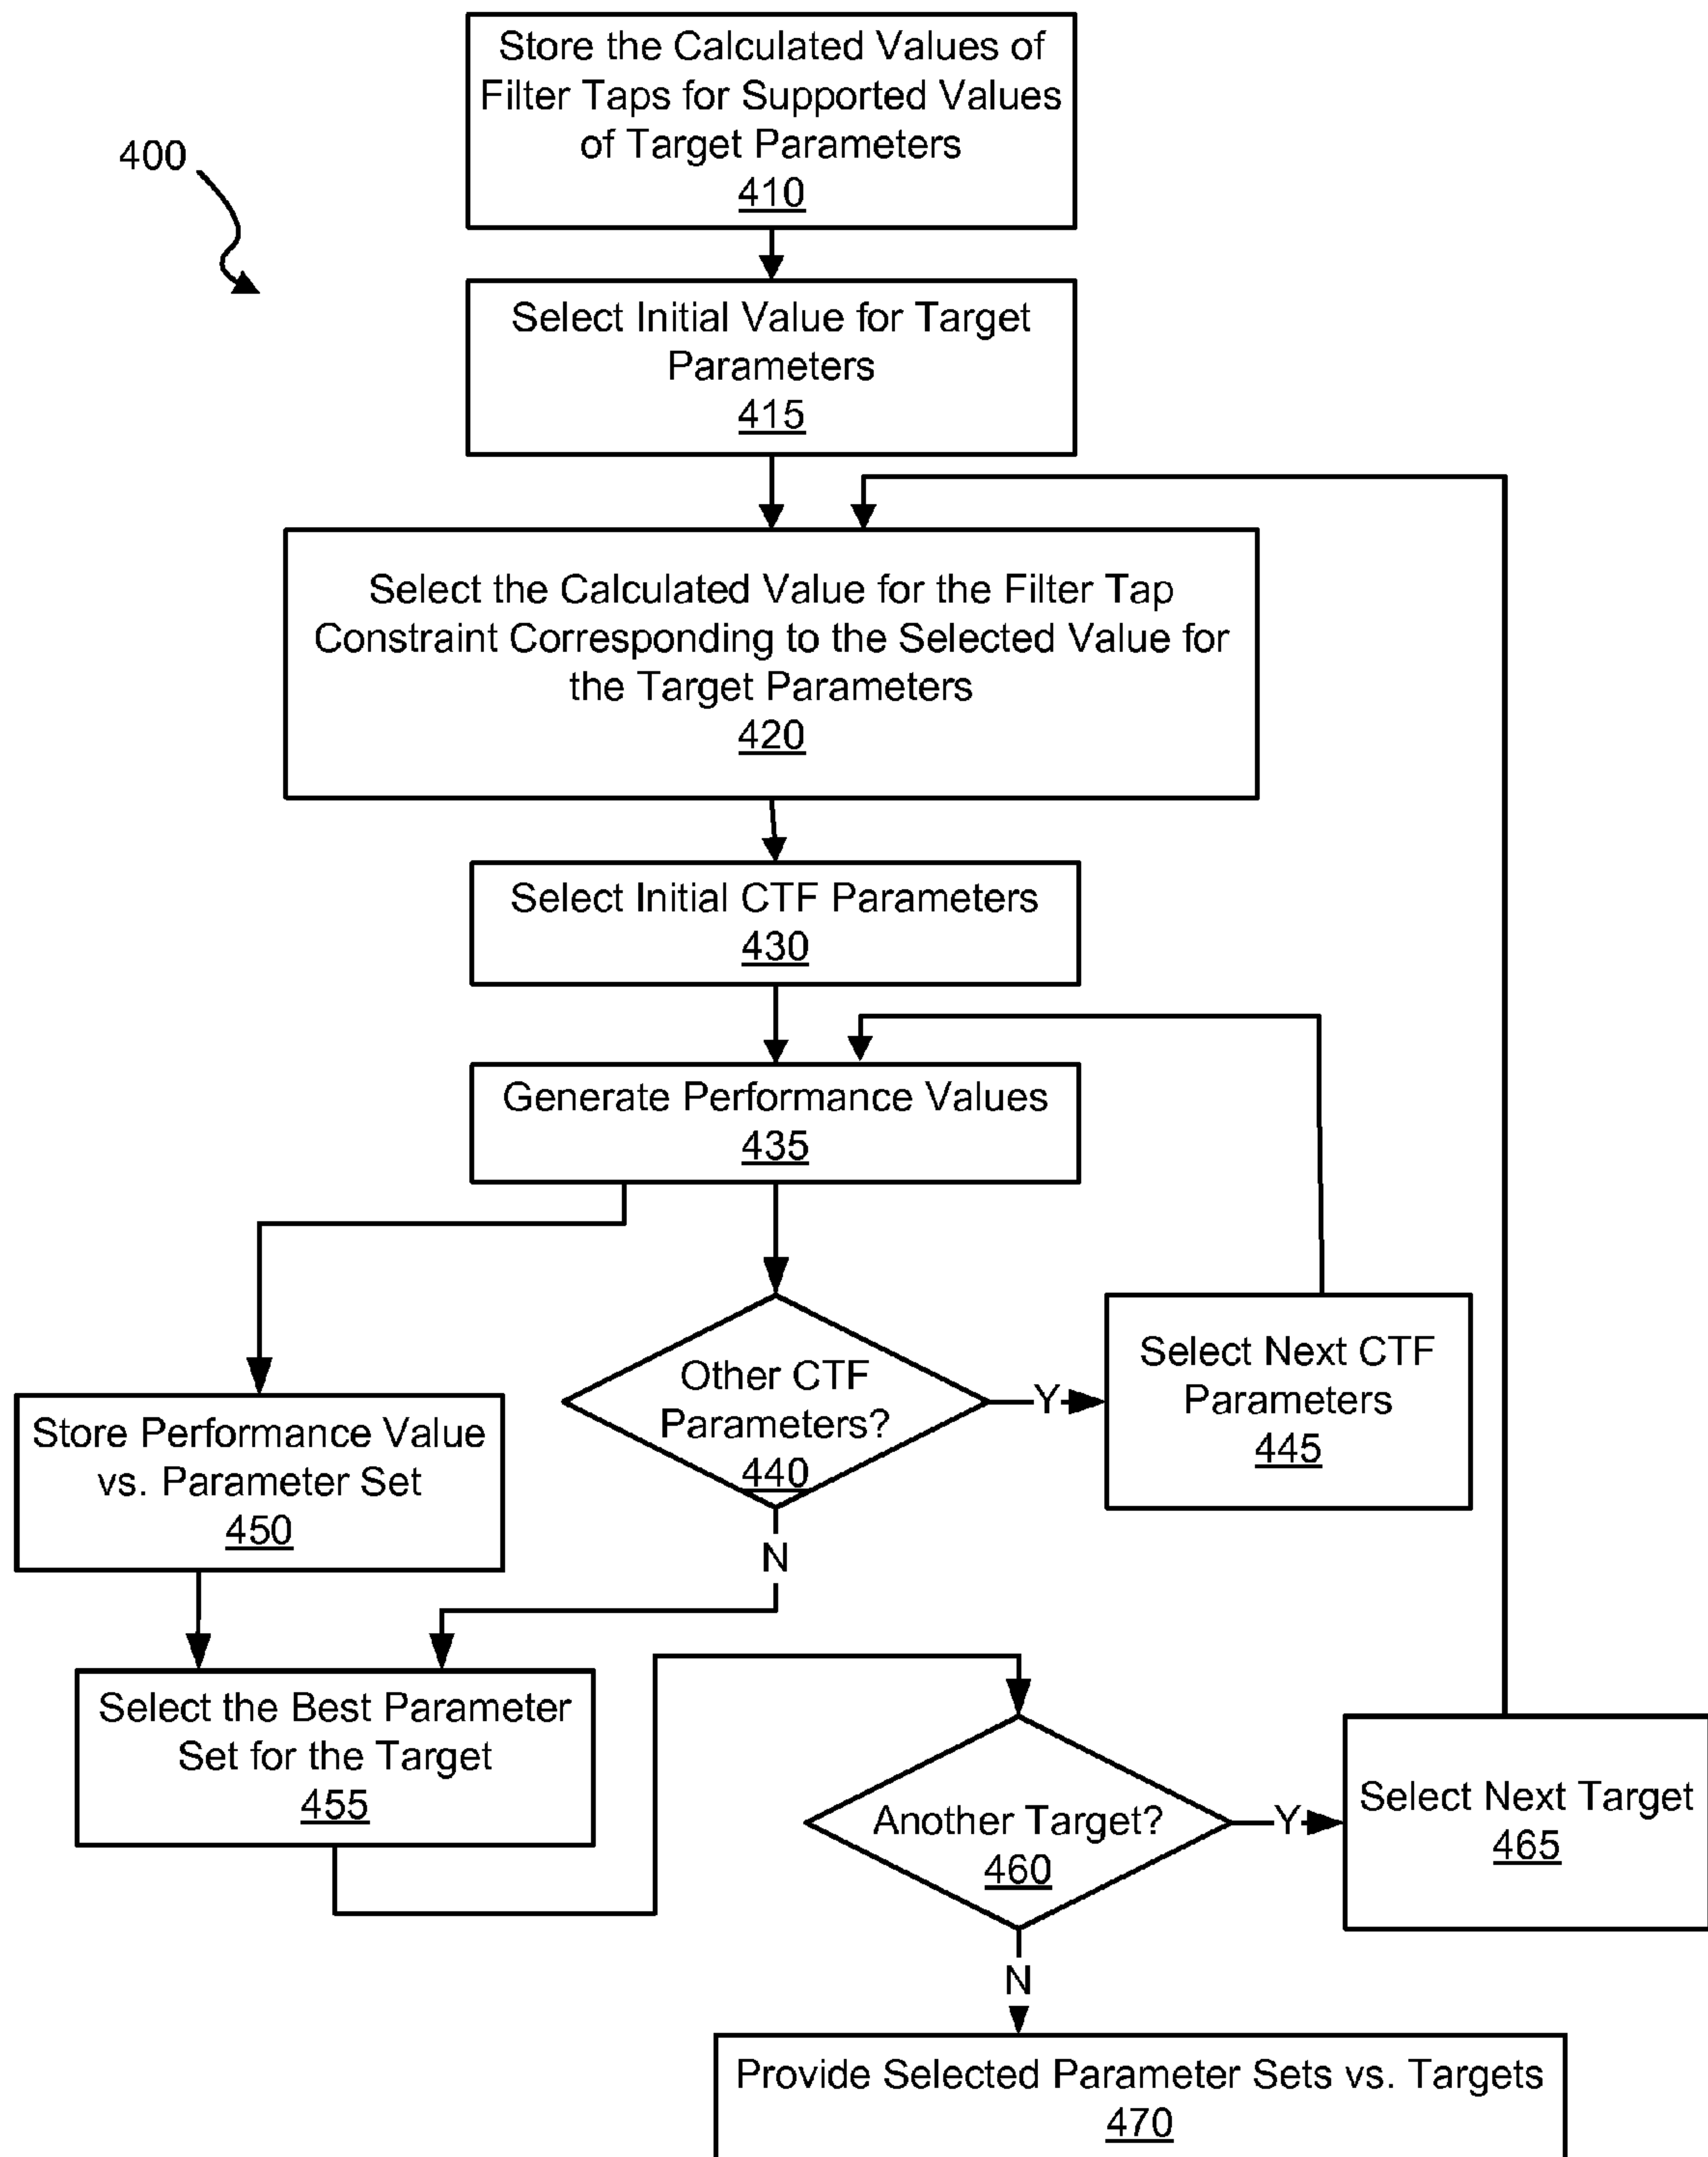 Store the Calculated Values of
Filter Taps for Supported Values
of Target Parameters
410
400
Select Initial Value for Target
Parameters
415
Select the Calculated Value for the Filter Tap
Constraint Corresponding to the Selected Value for
the Target Parameters
420
Select Initial CTF Parameters
430
Generate Performance Values
435
Other CTF
Parameters?
440
Y
Select Next CTF
Parameters
445
Store Performance Value
vs. Parameter Set
450
N
Select the Best Parameter
Set for the Target
455
Another Target?
460
Y
Select Next Target
465
N
Provide Selected Parameter Sets vs. Targets
470